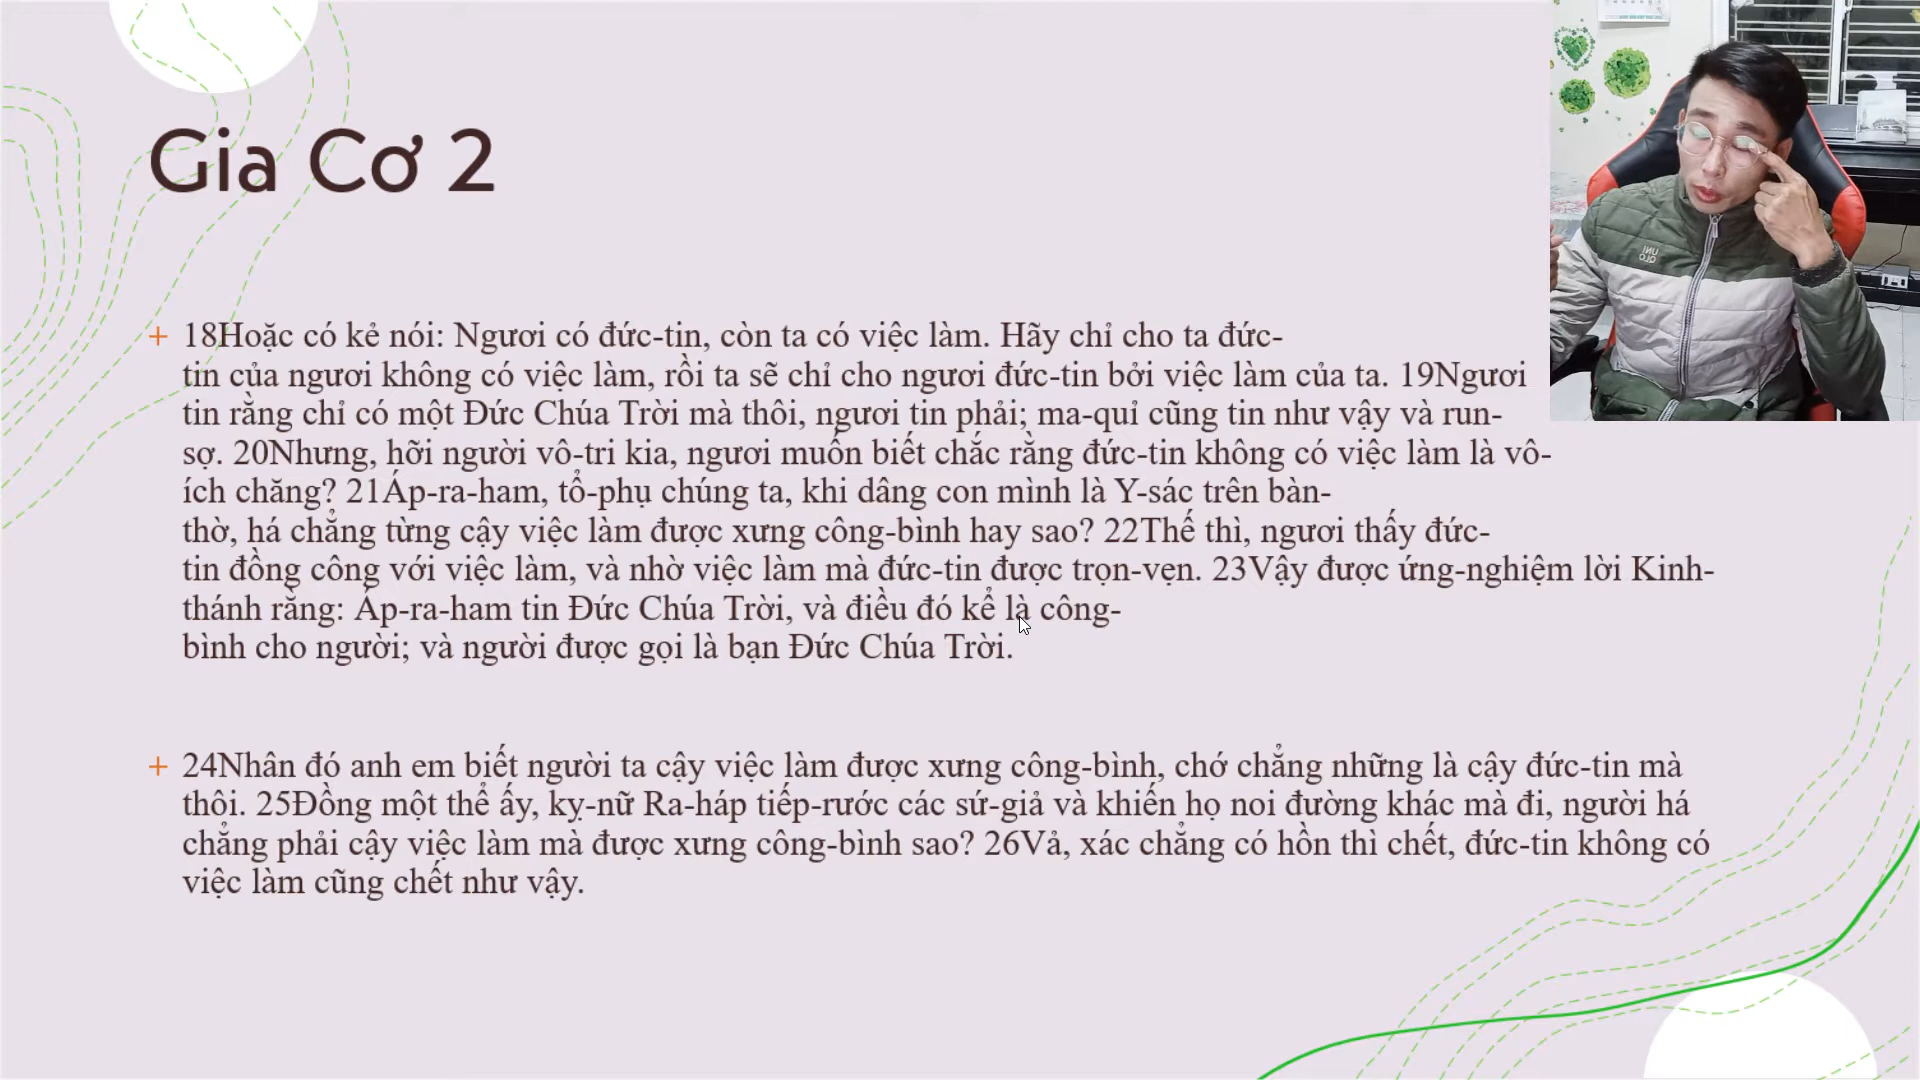 Gia Cơ 2
+ 18Hoặc có kẻ nói: Ngươi có đức-tin, còn ta có việc làm. Hãy chỉ cho ta đức-
tin của ngươi không có việc làm, rồi ta sẽ chỉ cho ngươi đức-tin bởi việc làm của ta. 19Ngươi
tin rằng chỉ có một Đức Chúa Trời mà thôi, ngươi tin phải; ma-quỉ cũng tin như vậy và run-
sợ. 20Nhưng, hỡi người vô-tri kia, ngươi muốn biết chắc rằng đức-tin không có việc làm là vô-
ích chăng? 21Áp-ra-ham, tổ-phụ chúng ta, khi dâng con mình là Y-sác trên bàn-
thờ, há chẳng từng cậy việc làm được xưng công-bình hay sao? 22Thế thì, ngươi thấy đức-
tin đồng công với việc làm, và nhờ việc làm mà đức-tin được trọn-vẹn. 23Vậy được ứng-nghiệm lời Kinh-
thánh rằng: Áp-ra-ham tin Đức Chúa Trời, và điều đó kể là công-
bình cho người; và người được gọi là bạn Đức Chúa Trời.
+ 24Nhân đó anh em biết người ta cậy việc làm được xưng công-bình, chớ chẳng những là cậy đức-tin mà
thôi. 25Đồng một thể ấy, kỵ-nữ Ra-háp tiếp-rước các sứ-giả và khiến họ noi đường khác mà đi, người há
chẳng phải cậy việc làm mà được xưng công-bình sao? 26Vả, xác chẳng có hồn thì chết, đức-tin không có
việc làm cũng chết như vậy.
UNI
QLO